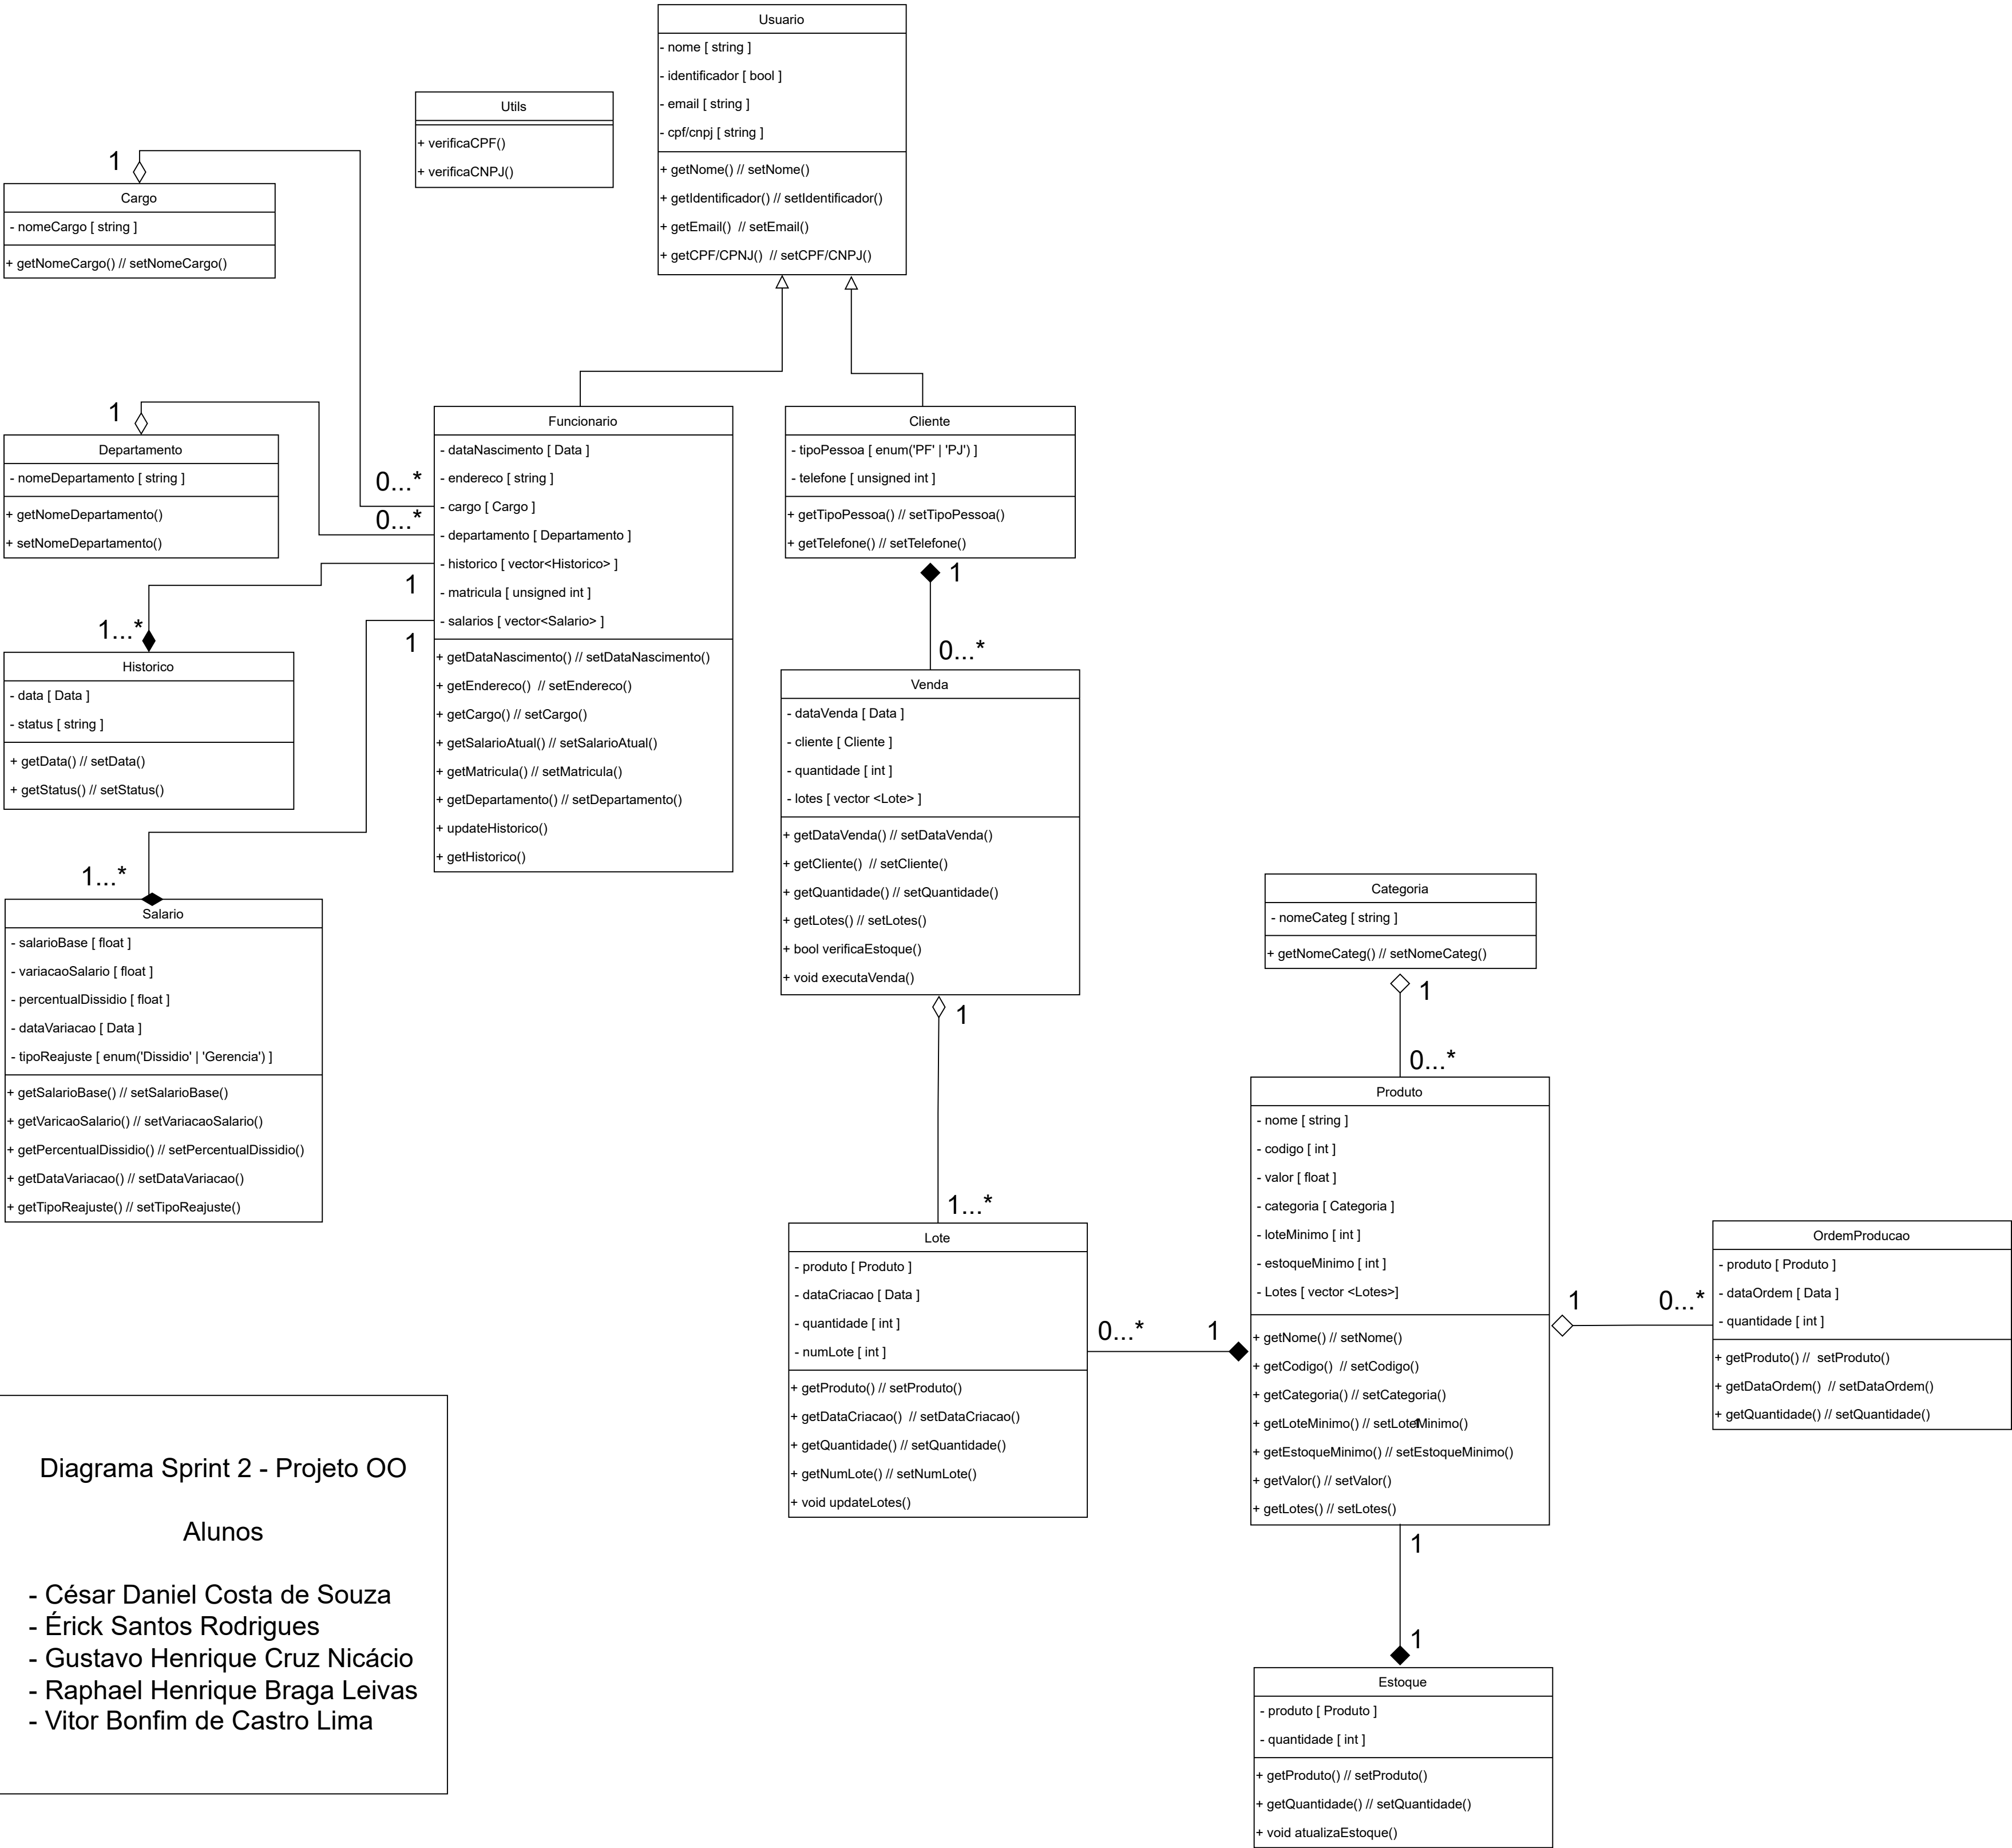 Usuario
- nome [ string ]
- identificador [ bool ]
- email [ string ]
- cpf/cnpj [ string ]
+ getNome() // setNome()
+ getIdentificador() // setIdentificador()
+ getEmail()  // setEmail()
+ getCPF/CPNJ()  // setCPF/CNPJ()
Utils
+ verificaCPF()
+ verificaCNPJ()
1
Cargo
- nomeCargo [ string ]
+ getNomeCargo() // setNomeCargo()
1
Departamento
- nomeDepartamento [ string ]
+ getNomeDepartamento()
+ setNomeDepartamento()
0...*
0...*
1
1
Funcionario
- dataNascimento [ Data ]
- endereco [ string ]
- cargo [ Cargo ]
- departamento [ Departamento ]
- historico [ vector<Historico> ]
- matricula [ unsigned int ]
- salarios [ vector<Salario> ]
+ getDataNascimento() // setDataNascimento()
+ getEndereco()  // setEndereco()
+ getCargo() // setCargo()
+ getSalarioAtual() // setSalarioAtual()
+ getMatricula() // setMatricula()
+ getDepartamento() // setDepartamento()
+ updateHistorico()
+ getHistorico()
Cliente
- tipoPessoa [ enum('PF' | 'PJ') ]
- telefone [ unsigned int ]
+ getTipoPessoa() // setTipoPessoa()
+ getTelefone() // setTelefone()
1
0...*
1...*
Historico
- data [ Data ]
- status [ string ]
+ getData() // setData()
+ getStatus() // setStatus()
1...*
Salario
- salarioBase [ float ]
- variacaoSalario [ float ]
- percentualDissidio [ float ]
- dataVariacao [ Data ]
- tipoReajuste [ enum('Dissidio' | 'Gerencia') ]
+ getSalarioBase() // setSalarioBase()
+ getVaricaoSalario() // setVariacaoSalario()
+ getPercentualDissidio() // setPercentualDissidio()
+ getDataVariacao() // setDataVariacao()
+ getTipoReajuste() // setTipoReajuste()
Venda
- dataVenda [ Data ]
- cliente [ Cliente ]
- quantidade [ int ]
- lotes [ vector <Lote> ]
+ getDataVenda() // setDataVenda()
+ getCliente()  // setCliente()
+ getQuantidade() // setQuantidade()
+ getLotes() // setLotes()
+ bool verificaEstoque()
+ void executaVenda()
1
1...*
Categoria
- nomeCateg [ string ]
+ getNomeCateg() // setNomeCateg()
1
0...*
Produto
- nome [ string ]
- codigo [ int ]
- valor [ float ]
- categoria [ Categoria ]
- loteMinimo [ int ]
- estoqueMinimo [ int ]
- Lotes [ vector <Lotes>]
+ getNome() // setNome()
+ getCodigo()  // setCodigo()
+ getCategoria() // setCategoria()
+ getLoteMinimo() // setLoteMinimo()
+ getEstoqueMinimo() // setEstoqueMinimo()
+ getValor() // setValor()
+ getLotes() // setLotes()
Lote
- produto [ Produto ]
- dataCriacao [ Data ]
- quantidade [ int ]
- numLote [ int ]
+ getProduto() // setProduto()
+ getDataCriacao()  // setDataCriacao()
+ getQuantidade() // setQuantidade()
+ getNumLote() // setNumLote()
+ void updateLotes()
0...* 1
1 0...*
OrdemProducao
- produto [ Produto ]
- dataOrdem [ Data ]
- quantidade [ int ]
+ getProduto() //  setProduto()
+ getDataOrdem()  // setDataOrdem()
+ getQuantidade() // setQuantidade()
1
1
Estoque
- produto [ Produto ]
- quantidade [ int ]
+ getProduto() // setProduto()
+ getQuantidade() // setQuantidade()
+ void atualizaEstoque()
Diagrama Sprint 2 - Projeto OO
Alunos
- César Daniel Costa de Souza
- Érick Santos Rodrigues
- Gustavo Henrique Cruz Nicácio
- Raphael Henrique Braga Leivas
- Vitor Bonfim de Castro Lima